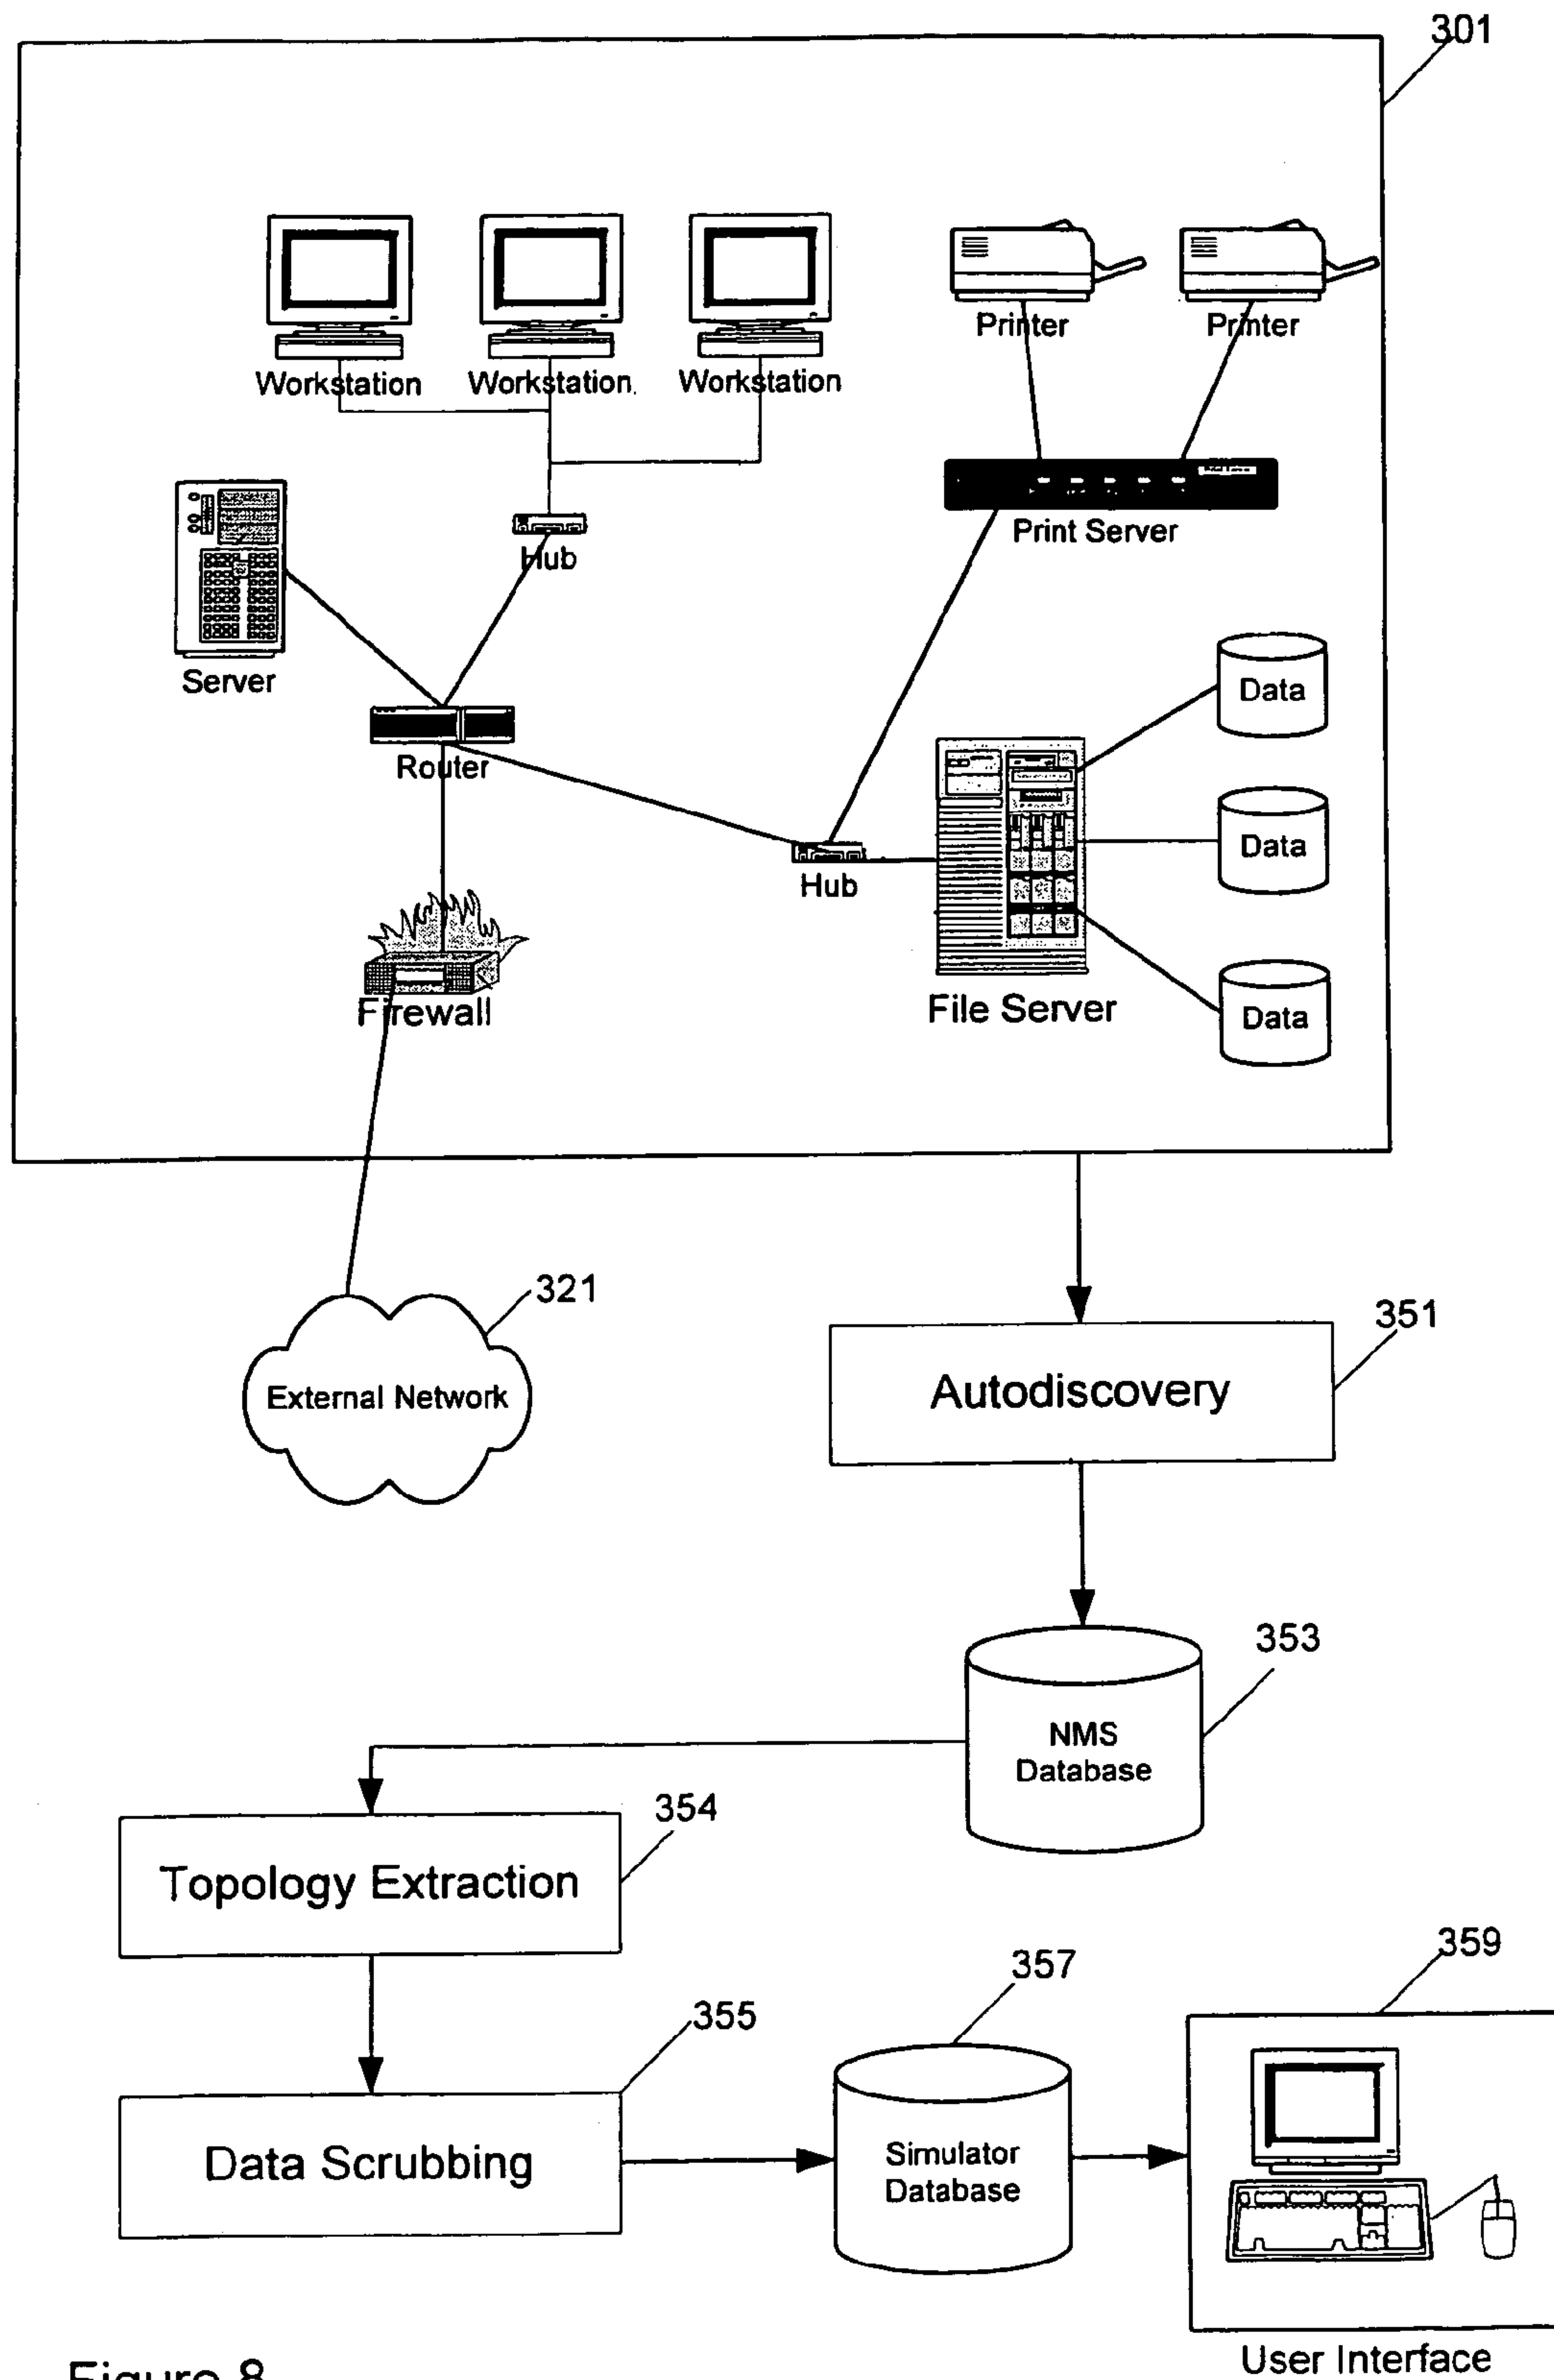 301
Printer
Printer
Workstation
Workstation
Workstation
Hub
Print Server
Server
Data
Router
Data
Hub
Firewall
File Server
Data
321
351
External Network
Autodiscovery
353
NMS
Database
354
Topology Extraction
359
357
355
Simulator
Database
Data Scrubbing
User Interface
Figure 8